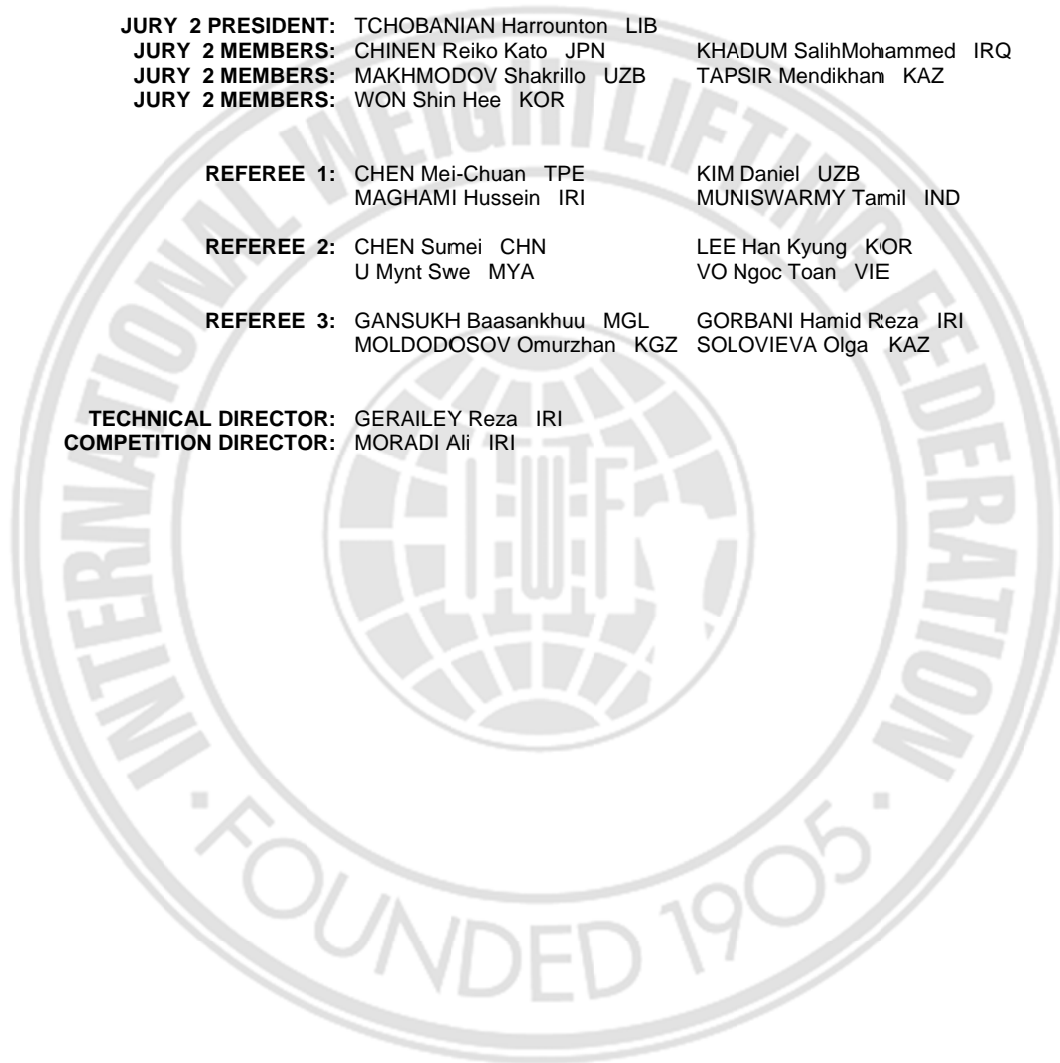 JURY 2 PRESIDENT: TCHOBANIAN Harrounton LIB
JURY 2 MEMBERS: CHINEN Reiko Kato JPN KHADUM SalihMohammed IRQ
JURY 2 MEMBERS: MAKHMODOV Shakrillo UZB TAPSIR Mendikhan KAZ
JURY 2 MEMBERS: WON Shin Hee KOR
REFEREE 1: CHEN Mei-Chuan TPE KIM Daniel UZB
MAGHAMI Hussein IRI MUNISWARMY Tamil IND
REFEREE 2: CHEN Sumei CHN LEE Han Kyung KOR
U Mynt Swe MYA VO Ngoc Toan VIE
REFEREE 3: GANSUKH Baasankhuu MGL GORBANI Hamid Reza IRI
MOLDODOSOV Omurzhan KGZ SOLOVIEVA Olga KAZ
TECHNICAL DIRECTOR: GERAILEY Reza IRI
COMPETITION DIRECTOR: MORADI Ali IRI
INTERNATIONAL WEIGHTLIFTING FEDERATION
IWF
· FOUNDED 1905 ·